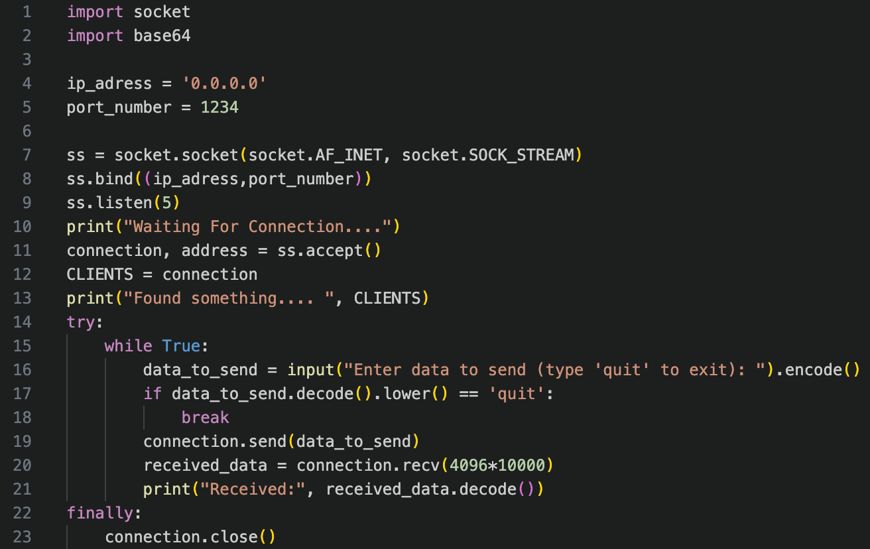 1 import socket
2 import base64
3
4 ip_adress = '0.0.0.0'
5 port_number = 1234
6
7 ss = socket.socket(socket.AF_INET, socket.SOCK_STREAM)
8 ss.bind((ip_adress,port_number))
9 ss.listen(5)
10 print("Waiting For Connection....")
11 connection, address = ss.accept()
12 CLIENTS = connection
13 print("Found something.... ", CLIENTS)
14 try:
15     while True:
16         data_to_send = input("Enter data to send (type 'quit' to exit): ").encode()
17         if data_to_send.decode().lower() == 'quit':
18             break
19         connection.send(data_to_send)
20         received_data = connection.recv(4096*10000)
21         print("Received:", received_data.decode())
22 finally:
23     connection.close()